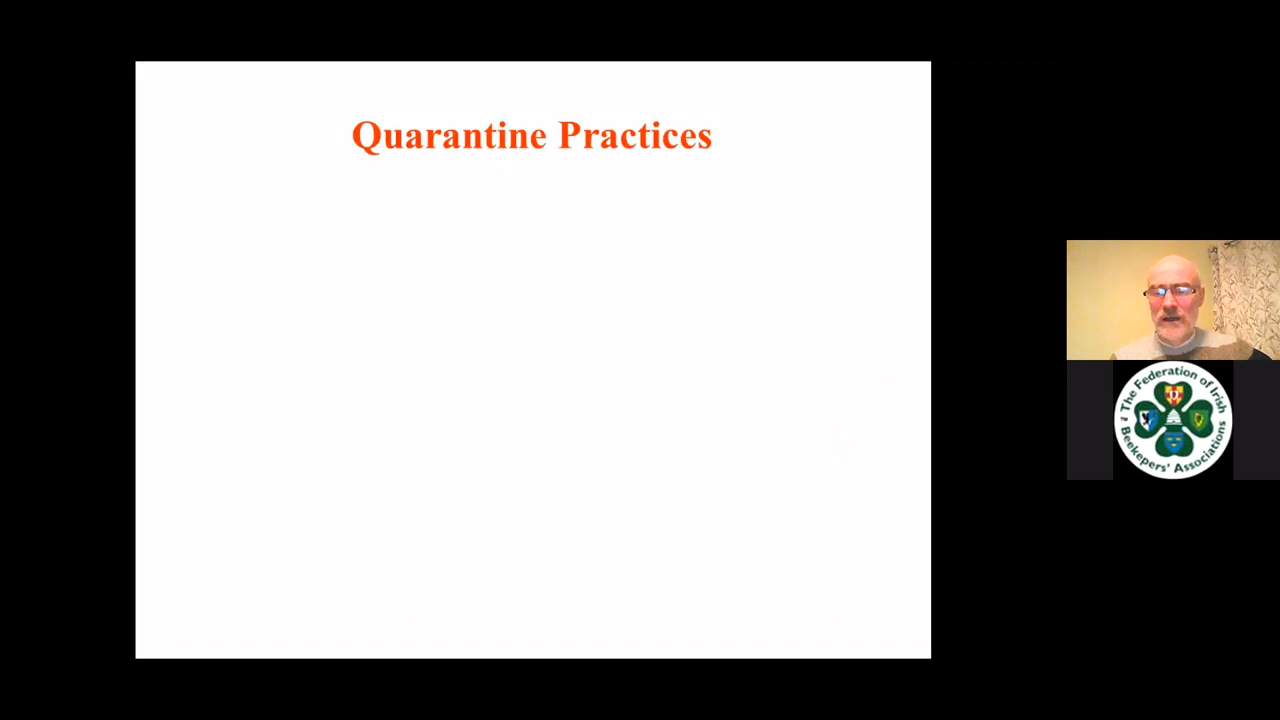 Quarantine Practices
The Federation of Irish
Beekeepers' Associations